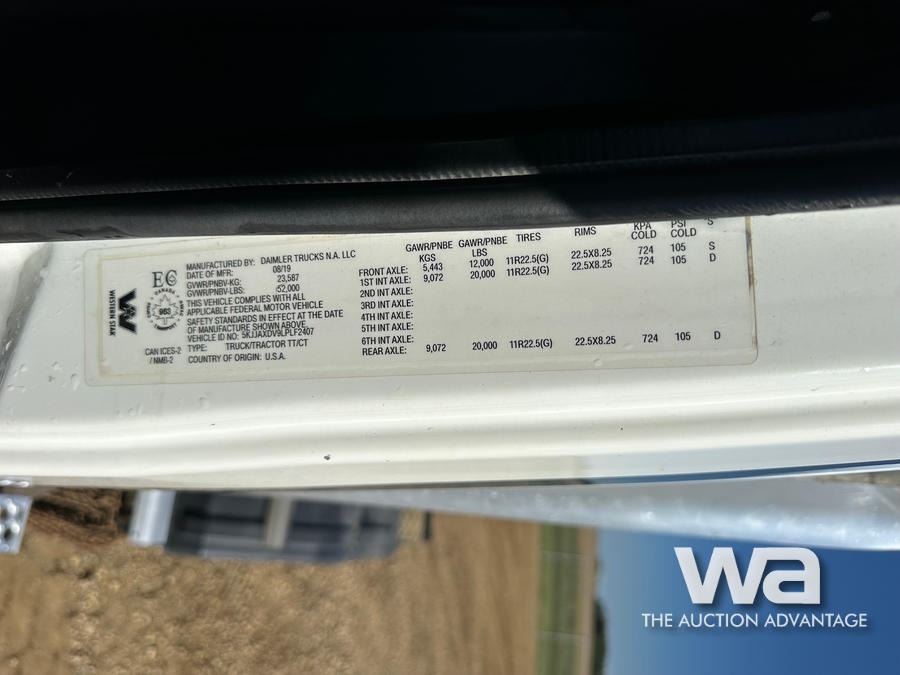 WESTERN STAR
EC
CANADA
963
CAN ICES-2
/ NMB-2
MANUFACTURED BY: DAIMLER TRUCKS N.A. LLC
DATE OF MFR: 08/19
GVWR/PNBV-KG: 23,587
GVWR/PNBV-LBS: 52,000
THIS VEHICLE COMPLIES WITH ALL
APPLICABLE FEDERAL MOTOR VEHICLE
SAFETY STANDARDS IN EFFECT AT THE DATE
OF MANUFACTURE SHOWN ABOVE
VEHICLE ID NO: 5KJJAXDV9LPLF2407
TYPE: TRUCK/TRACTOR TT/CT
COUNTRY OF ORIGIN: U.S.A.
GAWR/PNBE GAWR/PNBE TIRES RIMS KPA PSI S
KGS LBS COLD COLD
FRONT AXLE: 5,443 12,000 11R22.5(G) 22.5X8.25 724 105 S
1ST INT AXLE: 9,072 20,000 11R22.5(G) 22.5X8.25 724 105 D
2ND INT AXLE:
3RD INT AXLE:
4TH INT AXLE:
5TH INT AXLE:
6TH INT AXLE:
REAR AXLE: 9,072 20,000 11R22.5(G) 22.5X8.25 724 105 D
wa
THE AUCTION ADVANTAGE